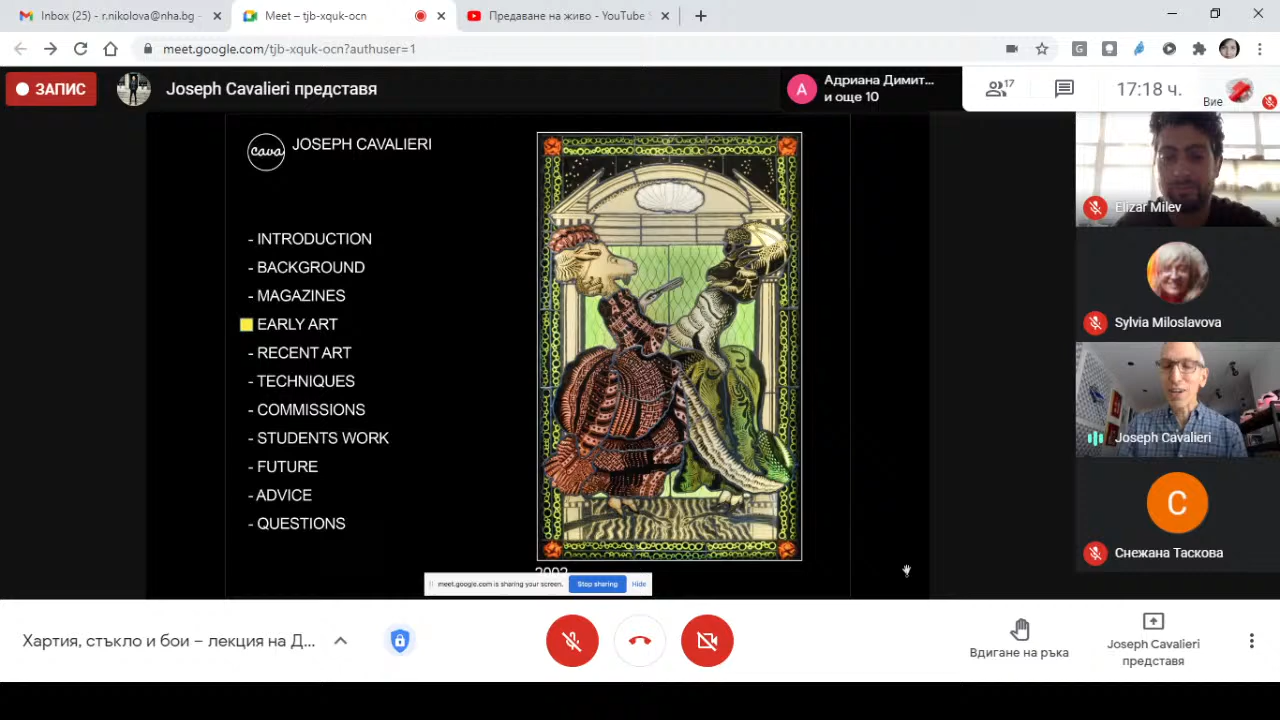 Inbox (25) - r.nikolova@nha.bg -
Meet – tjb-xquk-ocn
Предаване на живо - YouTube S
meet.google.com/tjb-xquk-ocn?authuser=1
ЗАПИС
Joseph Cavalieri представя
А
Адриана Димит...
и още 10
17
17:18 ч.
Вие
cava
JOSEPH CAVALIERI
- INTRODUCTION
- BACKGROUND
- MAGAZINES
EARLY ART
- RECENT ART
- TECHNIQUES
- COMMISSIONS
- STUDENTS WORK
- FUTURE
- ADVICE
- QUESTIONS
Elizar Milev
Sylvia Miloslavova
Joseph Cavalieri
С
Снежана Таскова
meet.google.com is sharing your screen.
Stop sharing
Hide
Хартия, стъкло и бои – лекция на Д...
Вдигане на ръка
Joseph Cavalieri
представя